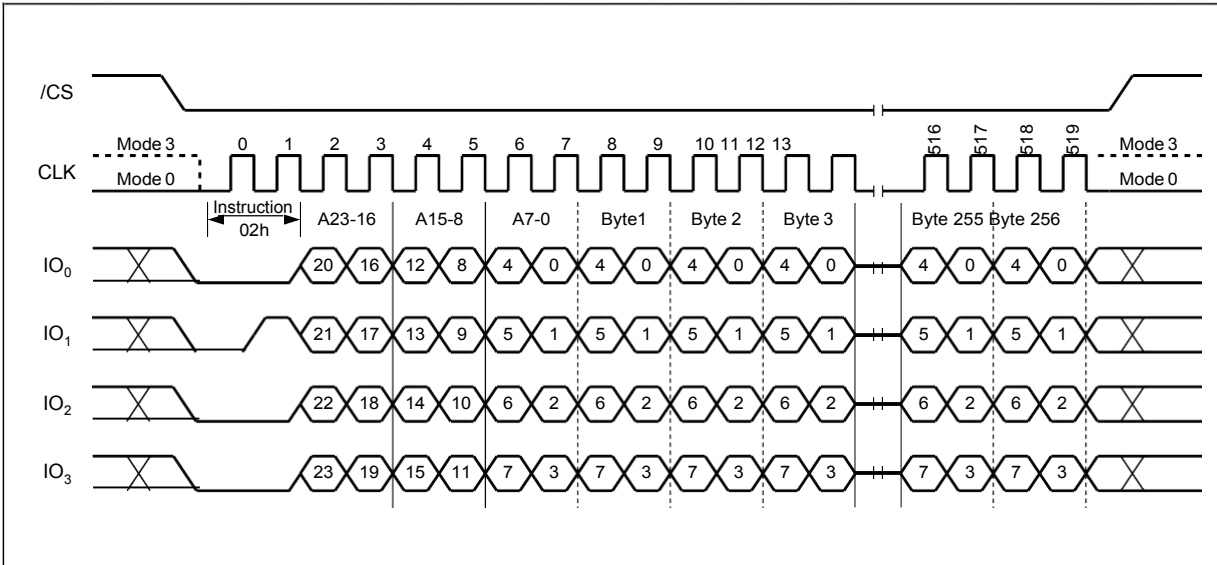 /CS
Mode 3
0 1 2 3 4 5 6 7 8 9 10 11 12 13 516 517 518 519
Mode 3
CLK
Mode 0
Mode 0
Instruction
02h
A23-16 A15-8 A7-0 Byte1 Byte 2 Byte 3 Byte 255 Byte 256
IO0 20 16 12 8 4 0 4 0 4 0 4 0 4 0 4 0
IO1 21 17 13 9 5 1 5 1 5 1 5 1 5 1 5 1
IO2 22 18 14 10 6 2 6 2 6 2 6 2 6 2 6 2
IO3 23 19 15 11 7 3 7 3 7 3 7 3 7 3 7 3